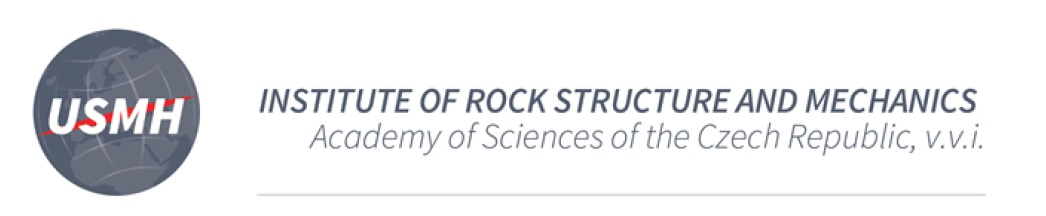 USMH
INSTITUTE OF ROCK STRUCTURE AND MECHANICS
Academy of Sciences of the Czech Republic, v.v.i.